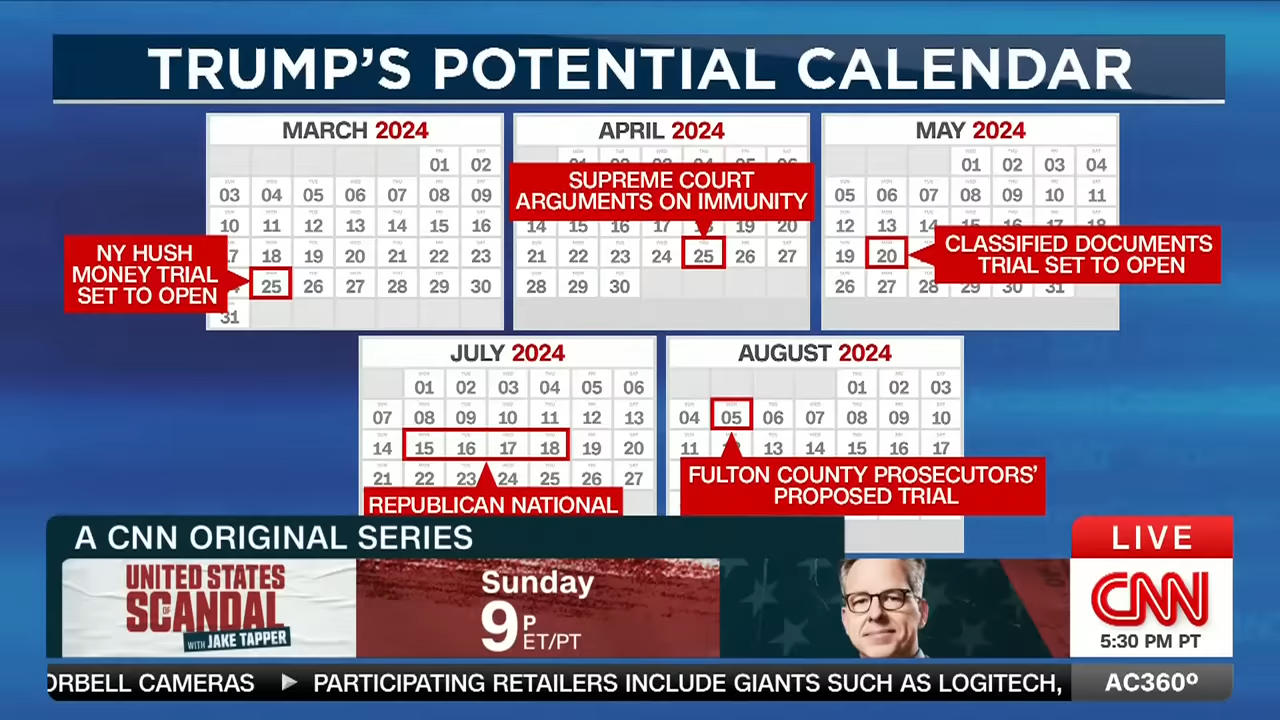 TRUMP'S POTENTIAL CALENDAR
MARCH 2024
01 02
03 04 05 06 07 08 09
10 11 12 13 14 15 16
18 19 20 21 22 23
25 26 27 28 29 30
31
NY HUSH
MONEY TRIAL
SET TO OPEN
APRIL 2024
SUPREME COURT
ARGUMENTS ON IMMUNITY
14 15 16 17 19 20
21 22 23 24 25 26 27
28 29 30
MAY 2024
01 02 03 04
05 06 07 08 09 10 11
12 13 14 15 16 17 18
19 20
26 27 28 29 30 31
CLASSIFIED DOCUMENTS
TRIAL SET TO OPEN
JULY 2024
01 02 03 04 05 06
07 08 09 10 11 12 13
14 15 16 17 18 19 20
21 22 23 24 25 26 27
REPUBLICAN NATIONAL
AUGUST 2024
01 02 03
04 05 06 07 08 09 10
11 12 13 14 15 16 17
FULTON COUNTY PROSECUTORS'
PROPOSED TRIAL
A CNN ORIGINAL SERIES
UNITED STATES
OF
SCANDAL
WITH JAKE TAPPER
Sunday
9P
ET/PT
LIVE
CNN
5:30 PM PT
ORBELL CAMERAS ▶ PARTICIPATING RETAILERS INCLUDE GIANTS SUCH AS LOGITECH,
AC360º